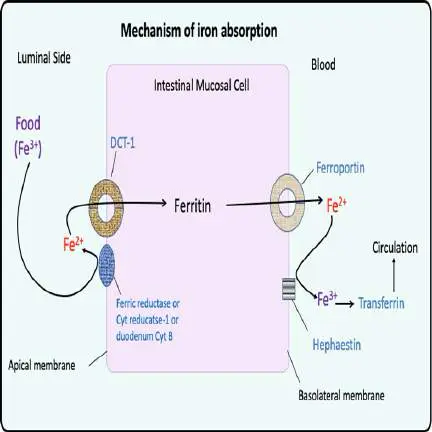 Mechanism of iron absorption
Luminal Side
Blood
Intestinal Mucosal Cell
Food
(Fe³⁺)
DCT-1
Ferroportin
Ferritin
Fe²⁺
Fe²⁺
Circulation
Ferric reductase or
Cyt reducatse-1 or
duodenum Cyt B
Fe³⁺
Transferrin
Hephaestin
Apical membrane
Basolateral membrane